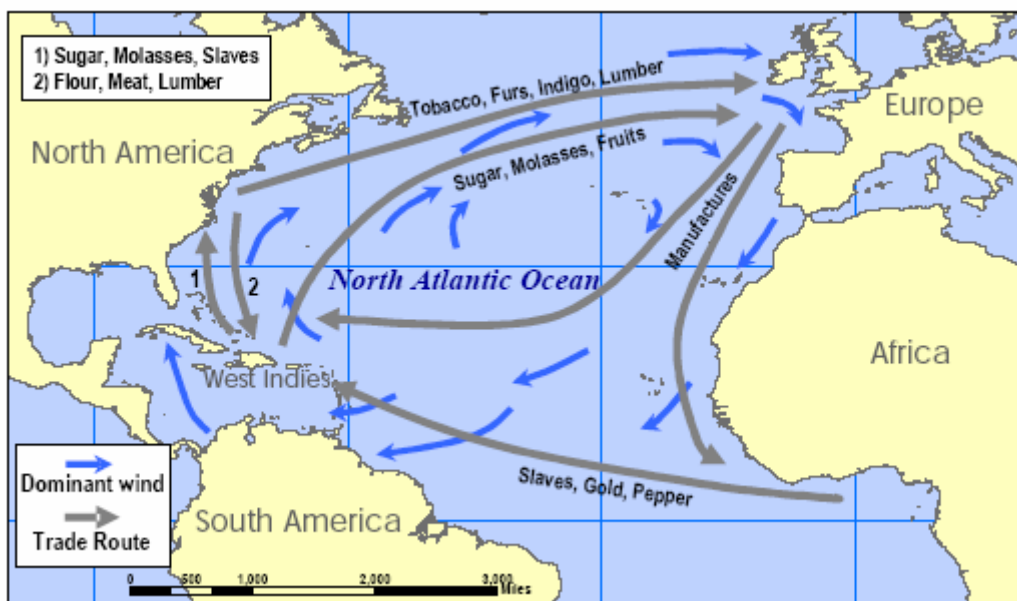 1) Sugar, Molasses, Slaves
2) Flour, Meat, Lumber
Tobacco, Furs, Indigo, Lumber
Europe
North America
Sugar, Molasses, Fruits
Manufactures
1
2
North Atlantic Ocean
Africa
West Indies
Dominant wind
Trade Route
Slaves, Gold, Pepper
South America
0 500 1,000 2,000 3,000
Miles